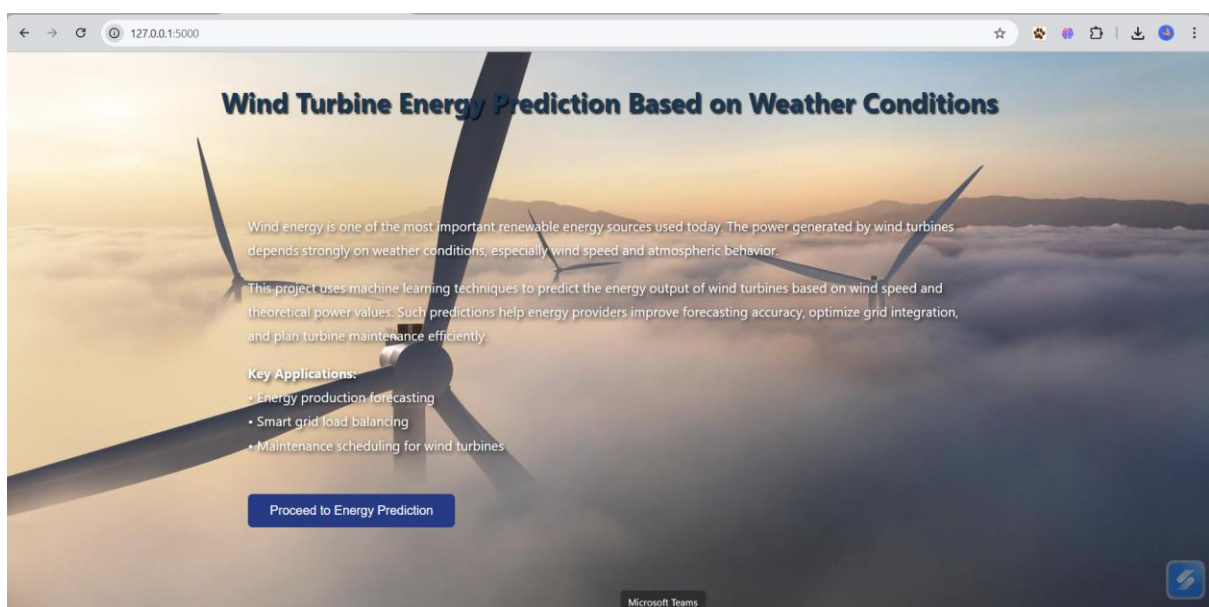 127.0.0.1:5000
Wind Turbine Energy Prediction Based on Weather Conditions
Wind energy is one of the most important renewable energy sources used today. The power generated by wind turbines
depends strongly on weather conditions, especially wind speed and atmospheric behavior.
This project uses machine learning techniques to predict the energy output of wind turbines based on wind speed and
theoretical power values. Such predictions help energy providers improve forecasting accuracy, optimize grid integration,
and plan turbine maintenance efficiently.
Key Applications:
• Energy production forecasting
• Smart grid load balancing
• Maintenance scheduling for wind turbines
Proceed to Energy Prediction
Microsoft Teams